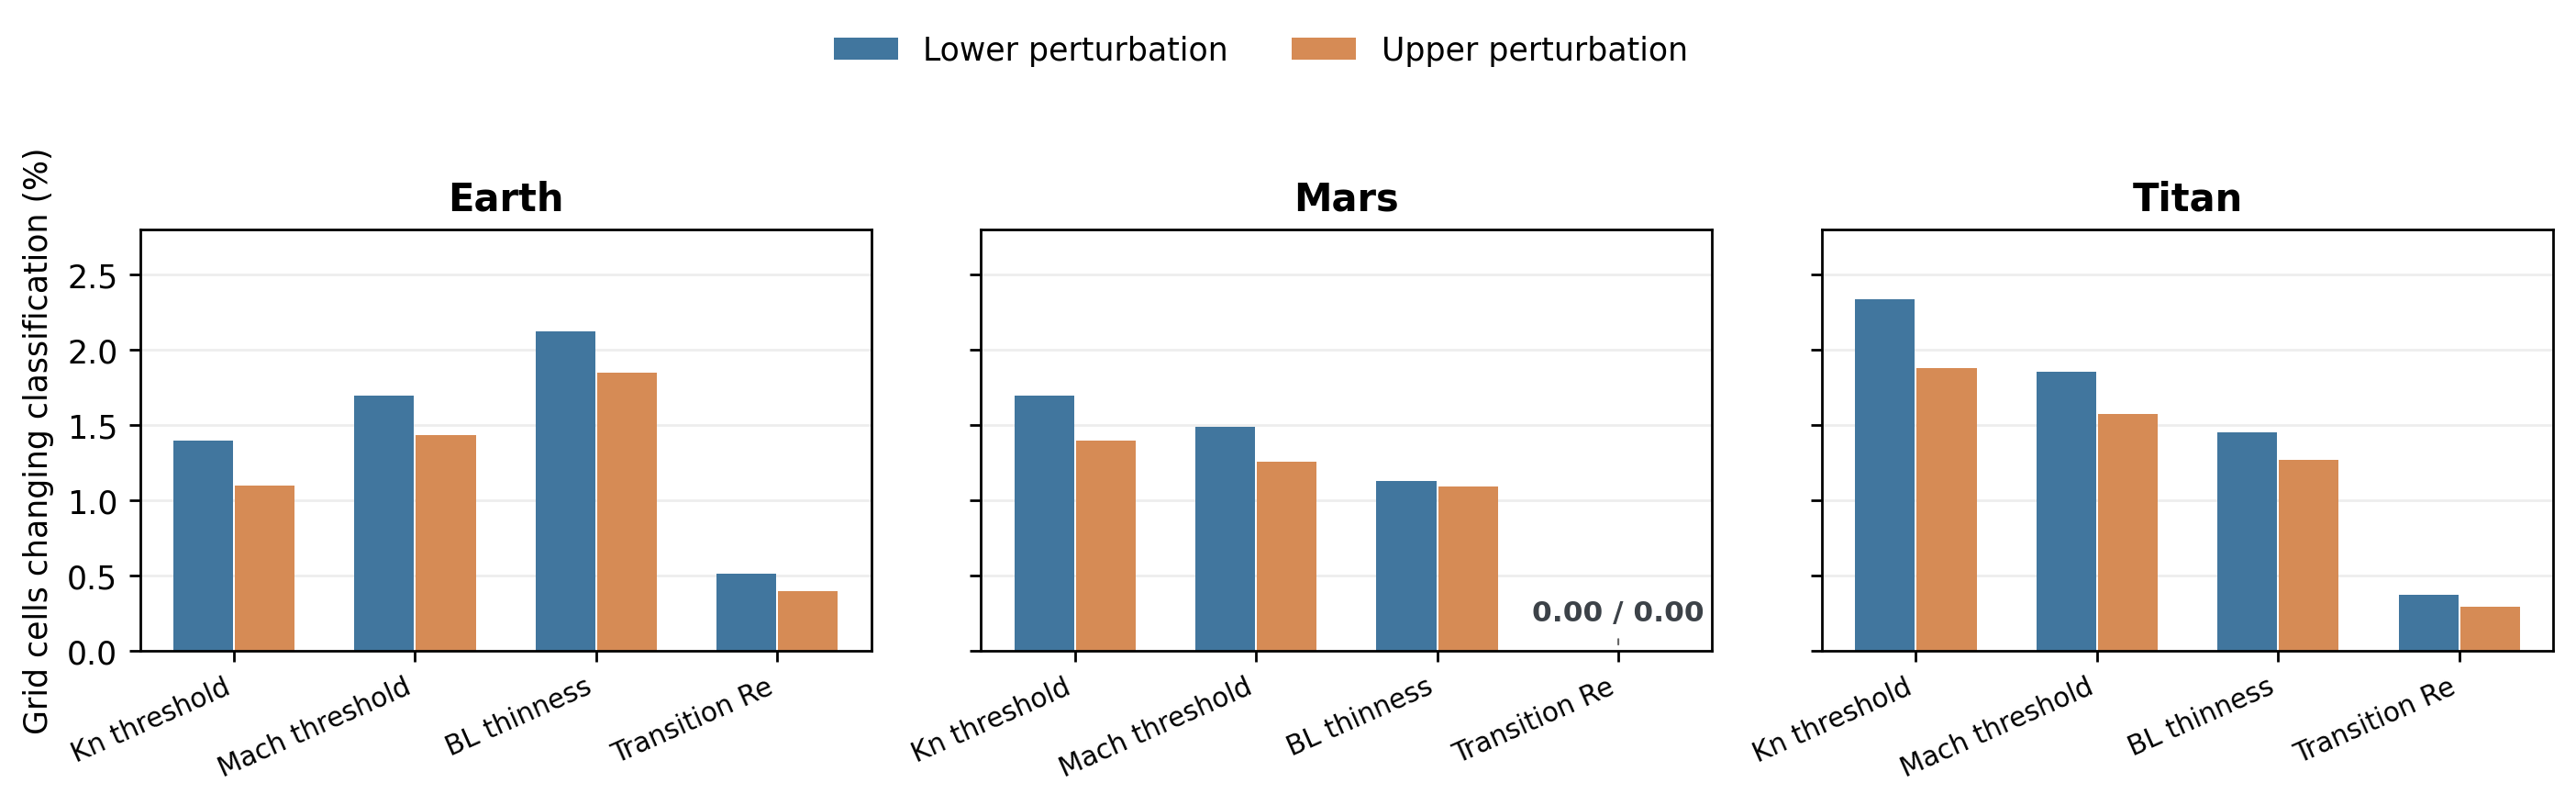 Lower perturbation
Upper perturbation
Grid cells changing classification (%)
Earth
2.5
2.0
1.5
1.0
0.5
0.0
Kn threshold
Mach threshold
BL thinness
Transition Re
Mars
0.00 / 0.00
Kn threshold
Mach threshold
BL thinness
Transition Re
Titan
Kn threshold
Mach threshold
BL thinness
Transition Re